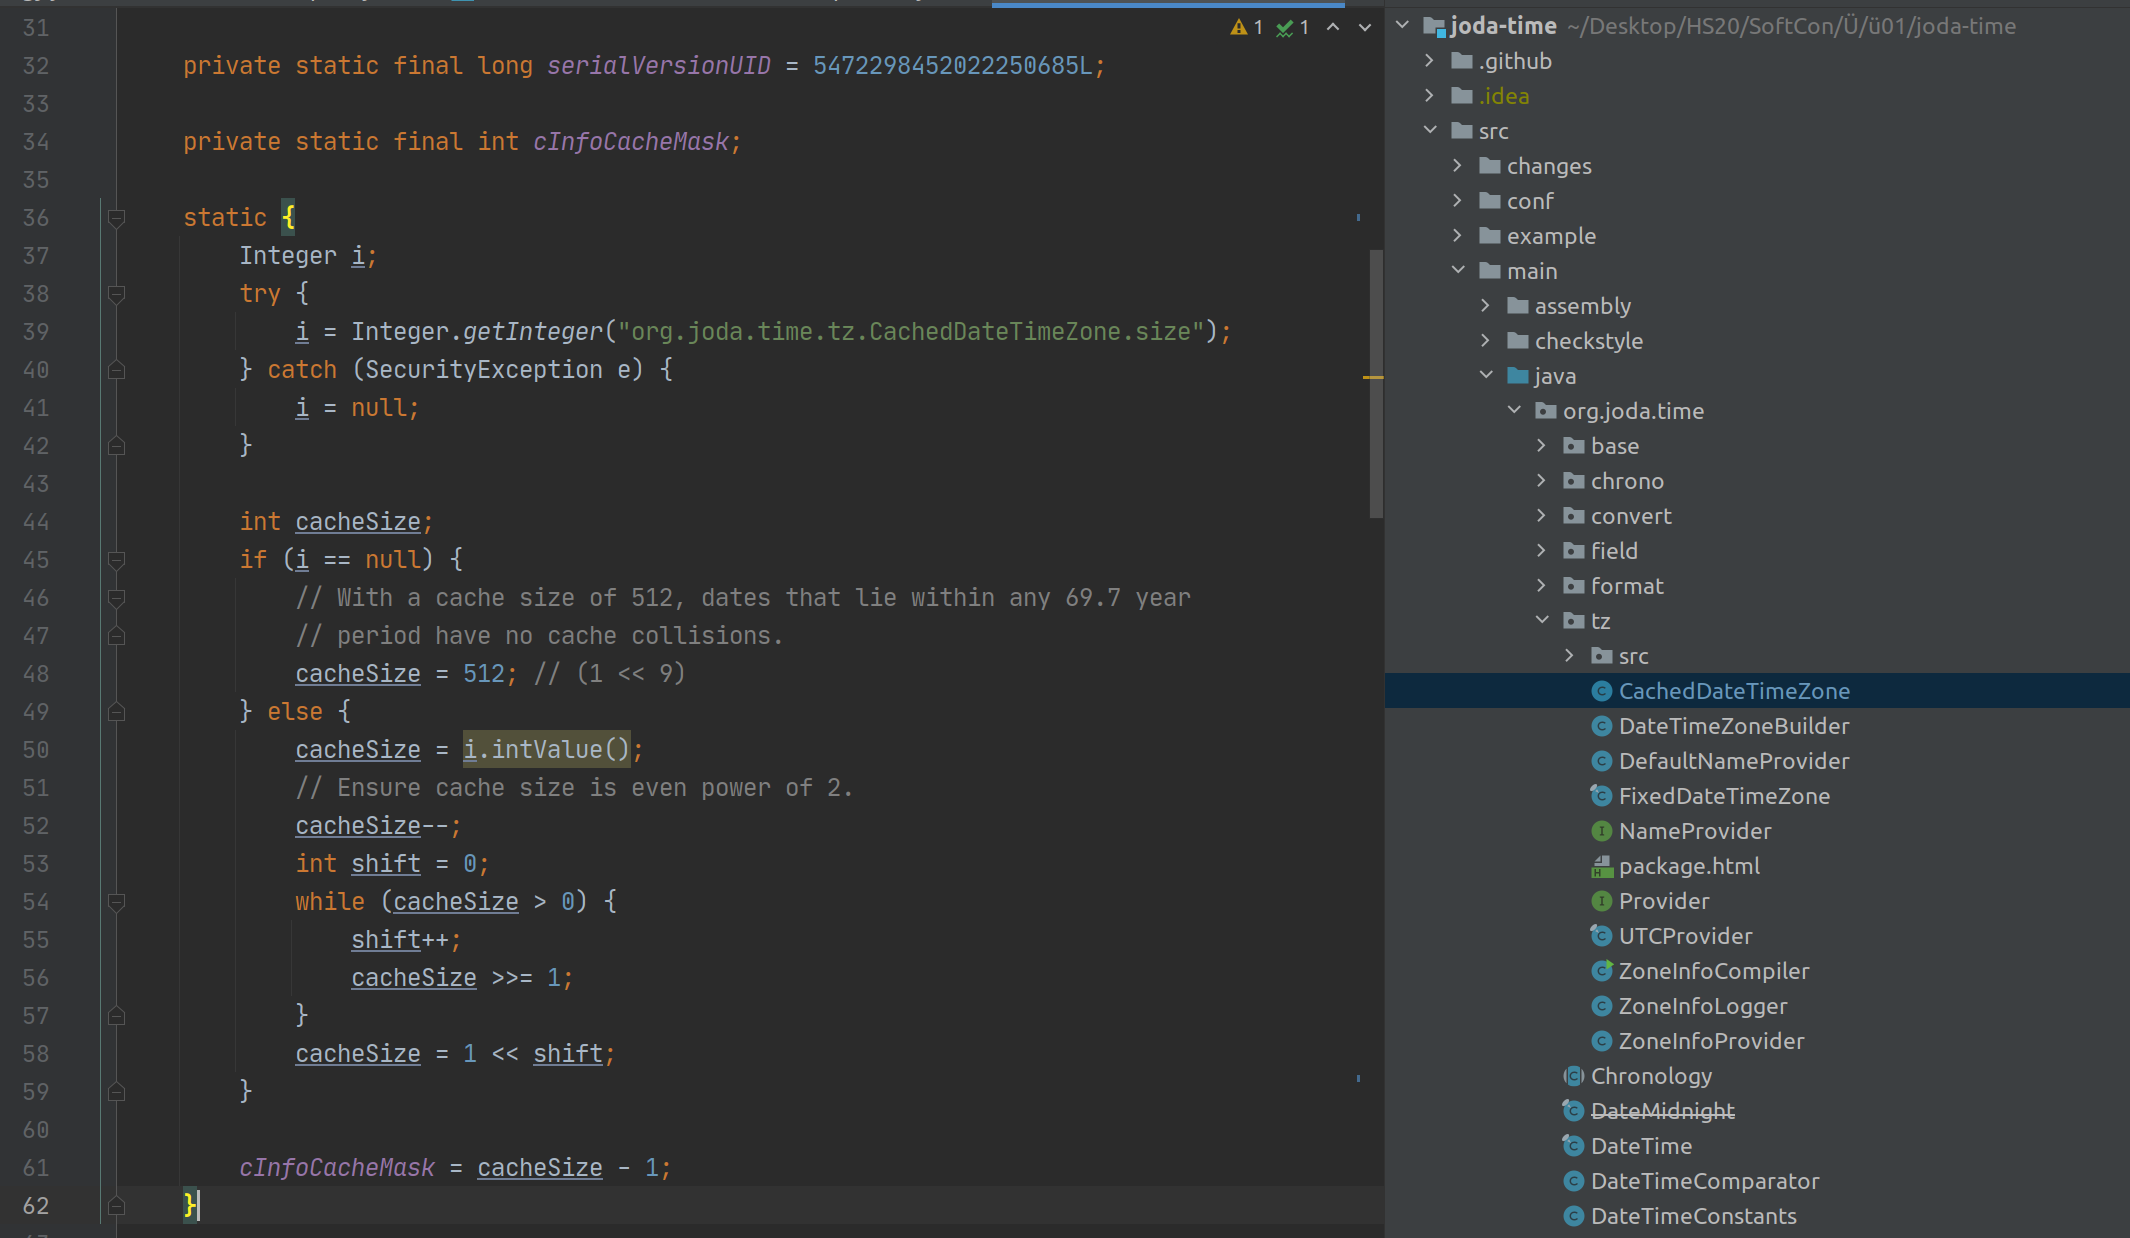 31
32 private static final long serialVersionUID = 5472298452022250685L;
33
34 private static final int cInfoCacheMask;
35
36 static {
37 Integer i;
38 try {
39 i = Integer.getInteger("org.joda.time.tz.CachedDateTimeZone.size");
40 } catch (SecurityException e) {
41 i = null;
42 }
43
44 int cacheSize;
45 if (i == null) {
46 // With a cache size of 512, dates that lie within any 69.7 year
47 // period have no cache collisions.
48 cacheSize = 512; // (1 << 9)
49 } else {
50 cacheSize = i.intValue();
51 // Ensure cache size is even power of 2.
52 cacheSize--;
53 int shift = 0;
54 while (cacheSize > 0) {
55 shift++;
56 cacheSize >>= 1;
57 }
58 cacheSize = 1 << shift;
59 }
60
61 cInfoCacheMask = cacheSize - 1;
62 }
1 1
joda-time ~/Desktop/HS20/SoftCon/Ü/ü01/joda-time
.github
.idea
src
changes
conf
example
main
assembly
checkstyle
java
org.joda.time
base
chrono
convert
field
format
tz
src
CachedDateTimeZone
DateTimeZoneBuilder
DefaultNameProvider
FixedDateTimeZone
NameProvider
package.html
Provider
UTCProvider
ZoneInfoCompiler
ZoneInfoLogger
ZoneInfoProvider
Chronology
DateMidnight
DateTime
DateTimeComparator
DateTimeConstants